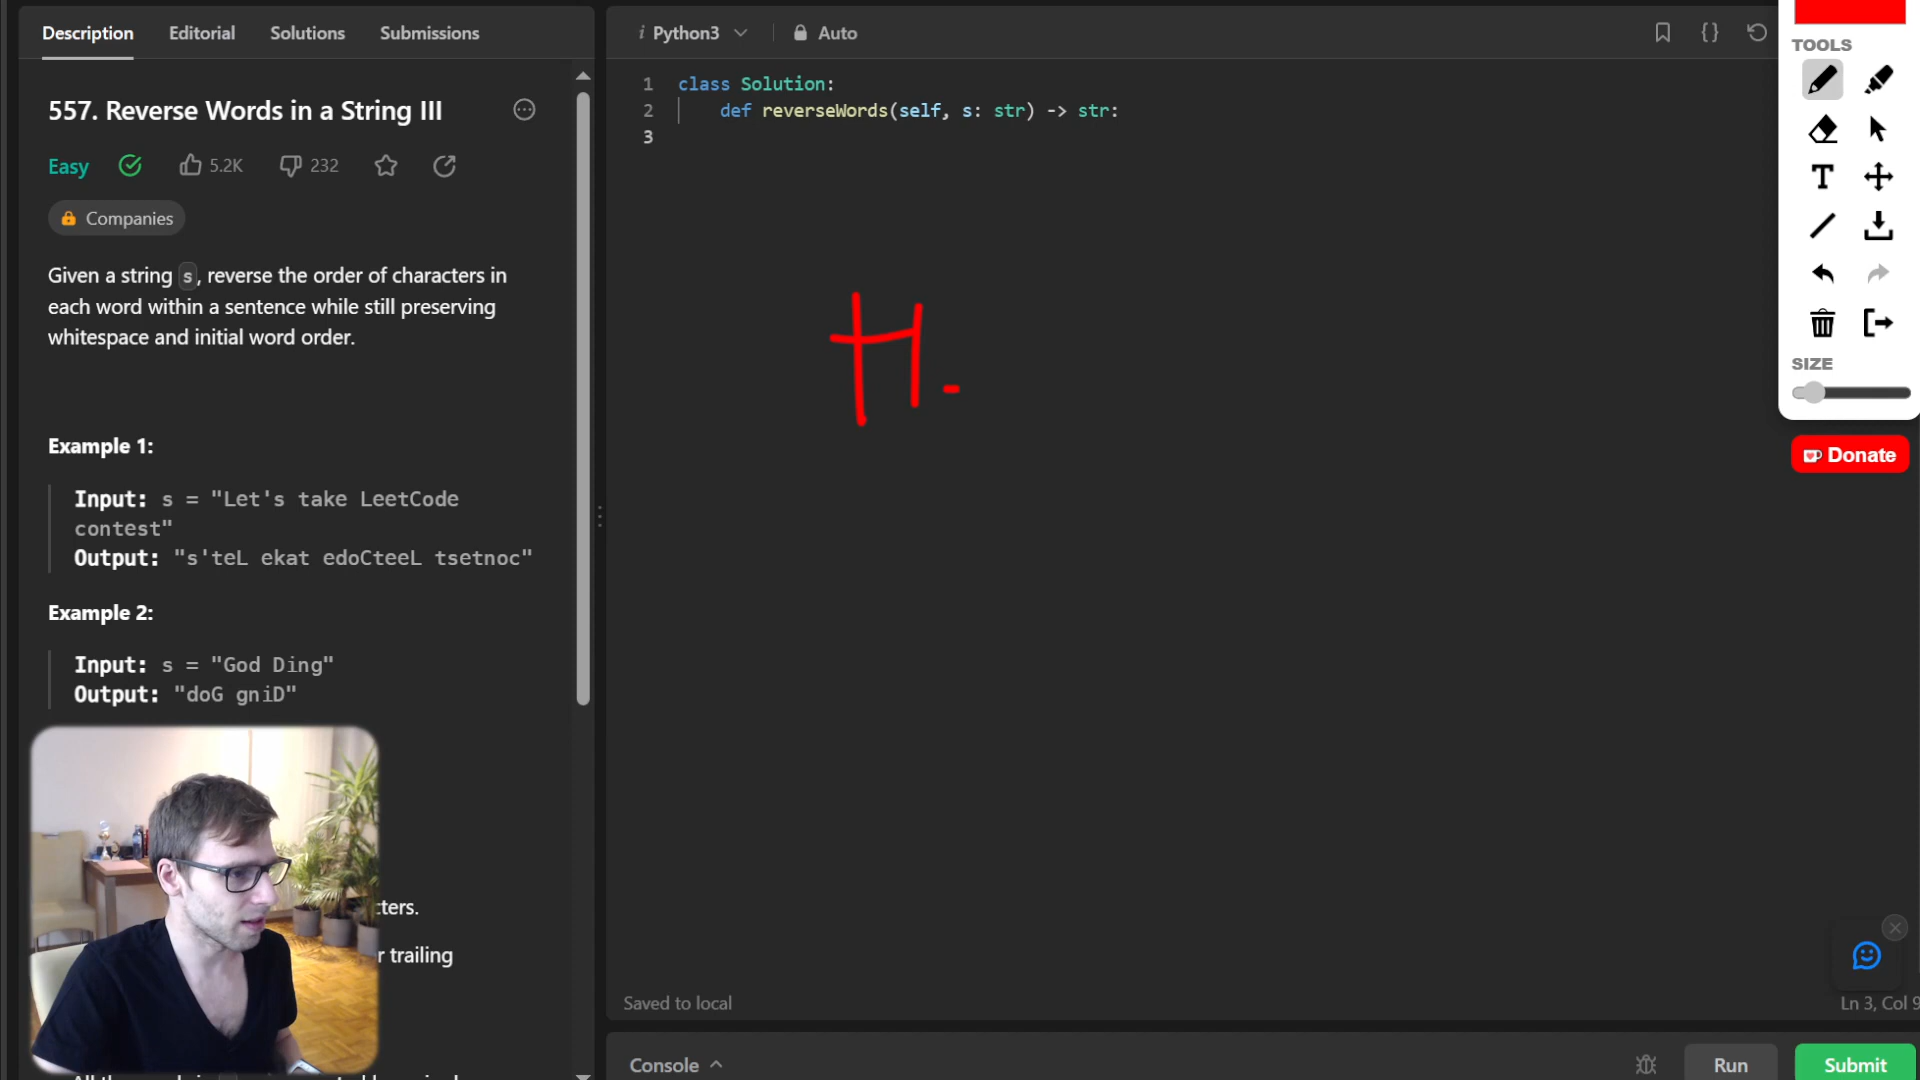 Description Editorial Solutions Submissions
557. Reverse Words in a String III
Easy 5.2K 232
Companies
Given a string s, reverse the order of characters in
each word within a sentence while still preserving
whitespace and initial word order.
Example 1:
Input: s = "Let's take LeetCode
contest"
Output: "s'teL ekat edoCteeL tsetnoc"
Example 2:
Input: s = "God Ding"
Output: "doG gniD"
cters.
r trailing
i Python3 Auto
1 class Solution:
2 def reverseWords(self, s: str) -> str:
3
H.
Saved to local
Ln 3, Col 9
Console
Run
Submit
TOOLS
T
SIZE
Donate